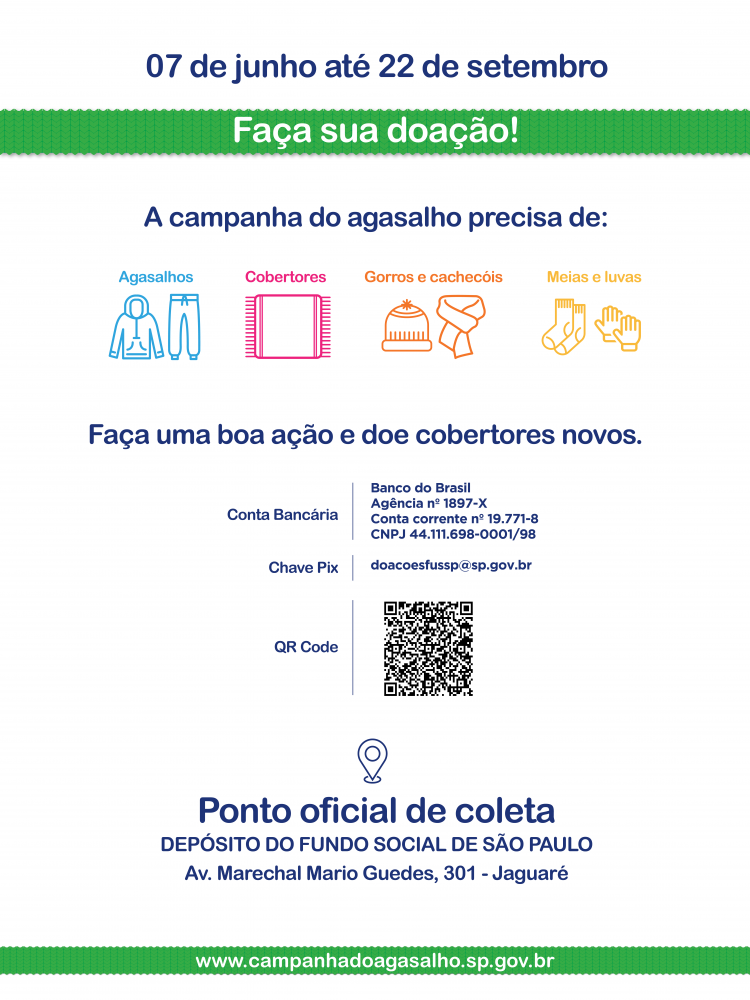 07 de junho até 22 de setembro
Faça sua doação!
A campanha do agasalho precisa de:
Agasalhos
Cobertores
Gorros e cachecóis
Meias e luvas
Faça uma boa ação e doe cobertores novos.
Conta Bancária
Banco do Brasil
Agência nº 1897-X
Conta corrente nº 19.771-8
CNPJ 44.111.698-0001/98
Chave Pix
doacoesfussp@sp.gov.br
QR Code
Ponto oficial de coleta
DEPÓSITO DO FUNDO SOCIAL DE SÃO PAULO
Av. Marechal Mario Guedes, 301 - Jaguaré
www.campanhadoagasalho.sp.gov.br